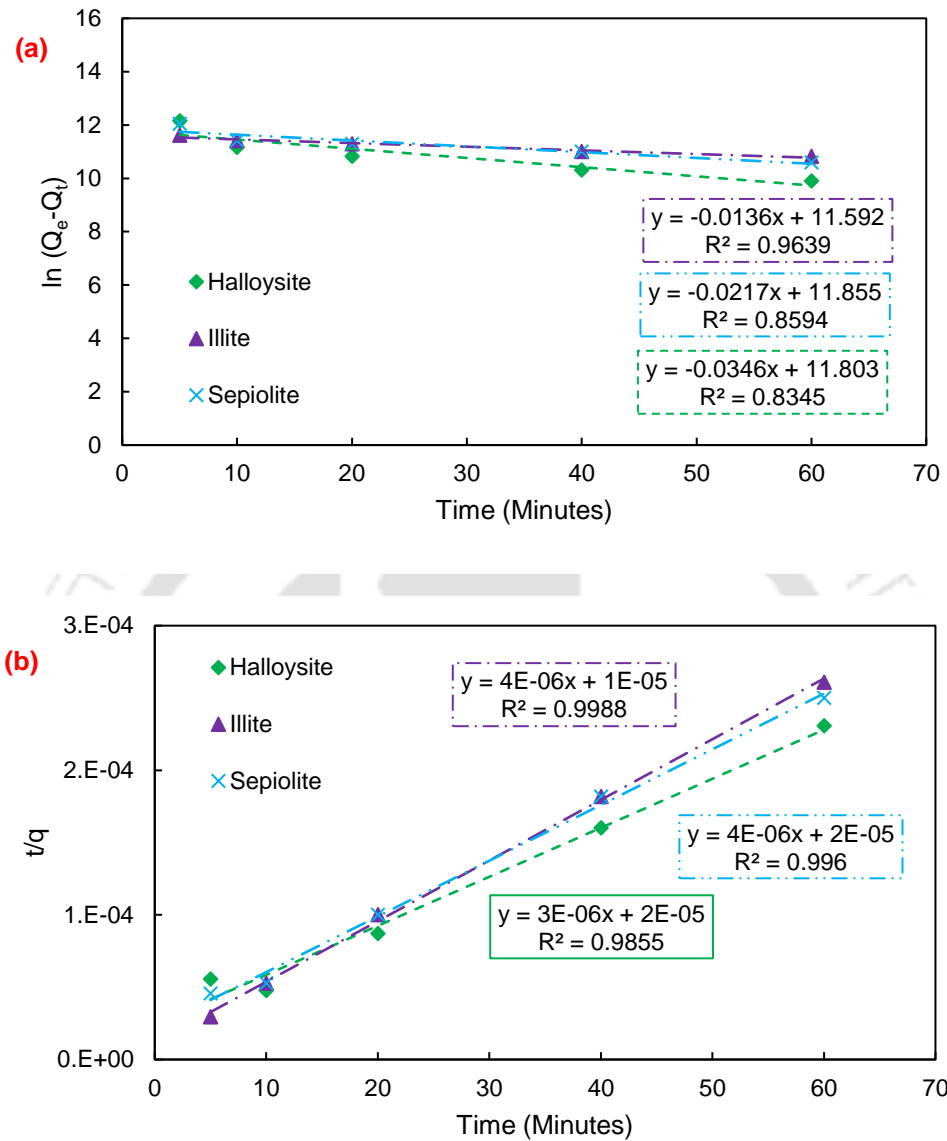 (a)
16
14
12
10
8
6
4
2
0
ln (Qe-Qt)
Halloysite
Illite
Sepiolite
y = -0.0136x + 11.592
R² = 0.9639
y = -0.0217x + 11.855
R² = 0.8594
y = -0.0346x + 11.803
R² = 0.8345
0 10 20 30 40 50 60 70
Time (Minutes)
(b)
3.E-04
2.E-04
1.E-04
0.E+00
t/q
Halloysite
Illite
Sepiolite
y = 4E-06x + 1E-05
R² = 0.9988
y = 4E-06x + 2E-05
R² = 0.996
y = 3E-06x + 2E-05
R² = 0.9855
0 10 20 30 40 50 60 70
Time (Minutes)